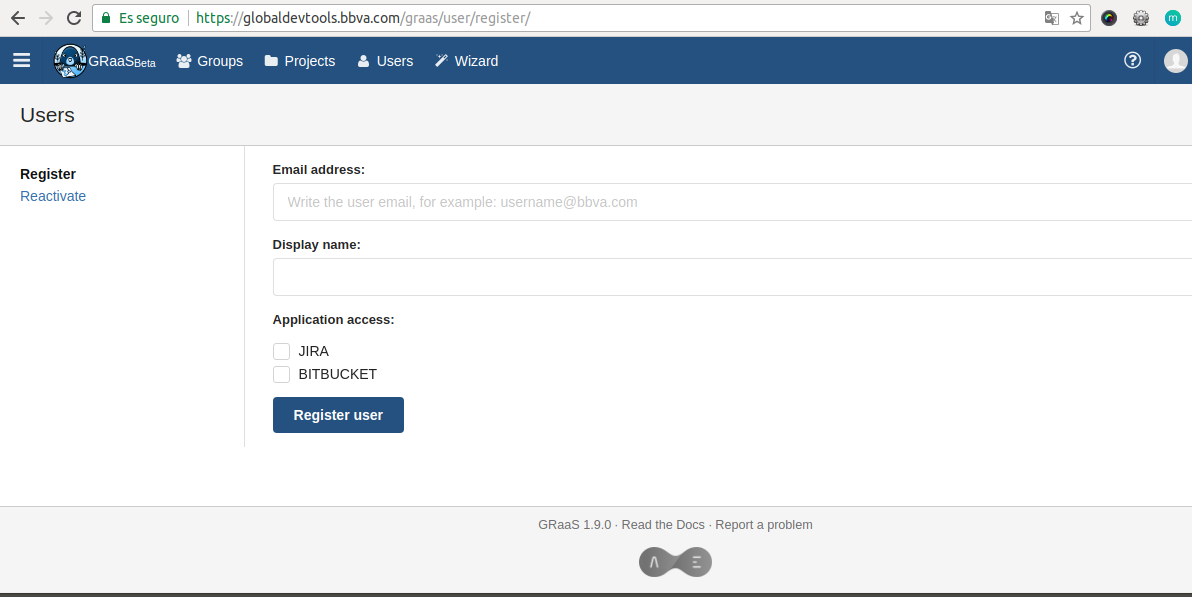 Es seguro https://globaldevtools.bbva.com/graas/user/register/ m
GRaaSBeta Groups Projects Users Wizard
Users
Register
Reactivate
Email address:
Write the user email, for example: username@bbva.com
Display name:
Application access:
JIRA
BITBUCKET
Register user
GRaaS 1.9.0 · Read the Docs · Report a problem